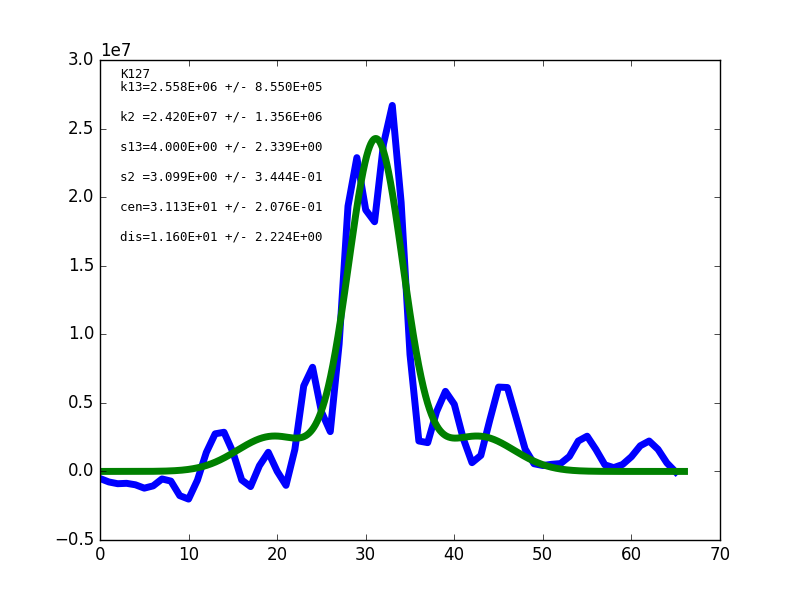 1e7
K127
k13=2.558E+06 +/- 8.550E+05
k2 =2.420E+07 +/- 1.356E+06
s13=4.000E+00 +/- 2.339E+00
s2 =3.099E+00 +/- 3.444E-01
cen=3.113E+01 +/- 2.076E-01
dis=1.160E+01 +/- 2.224E+00
3.0
2.5
2.0
1.5
1.0
0.5
0.0
−0.5
0 10 20 30 40 50 60 70